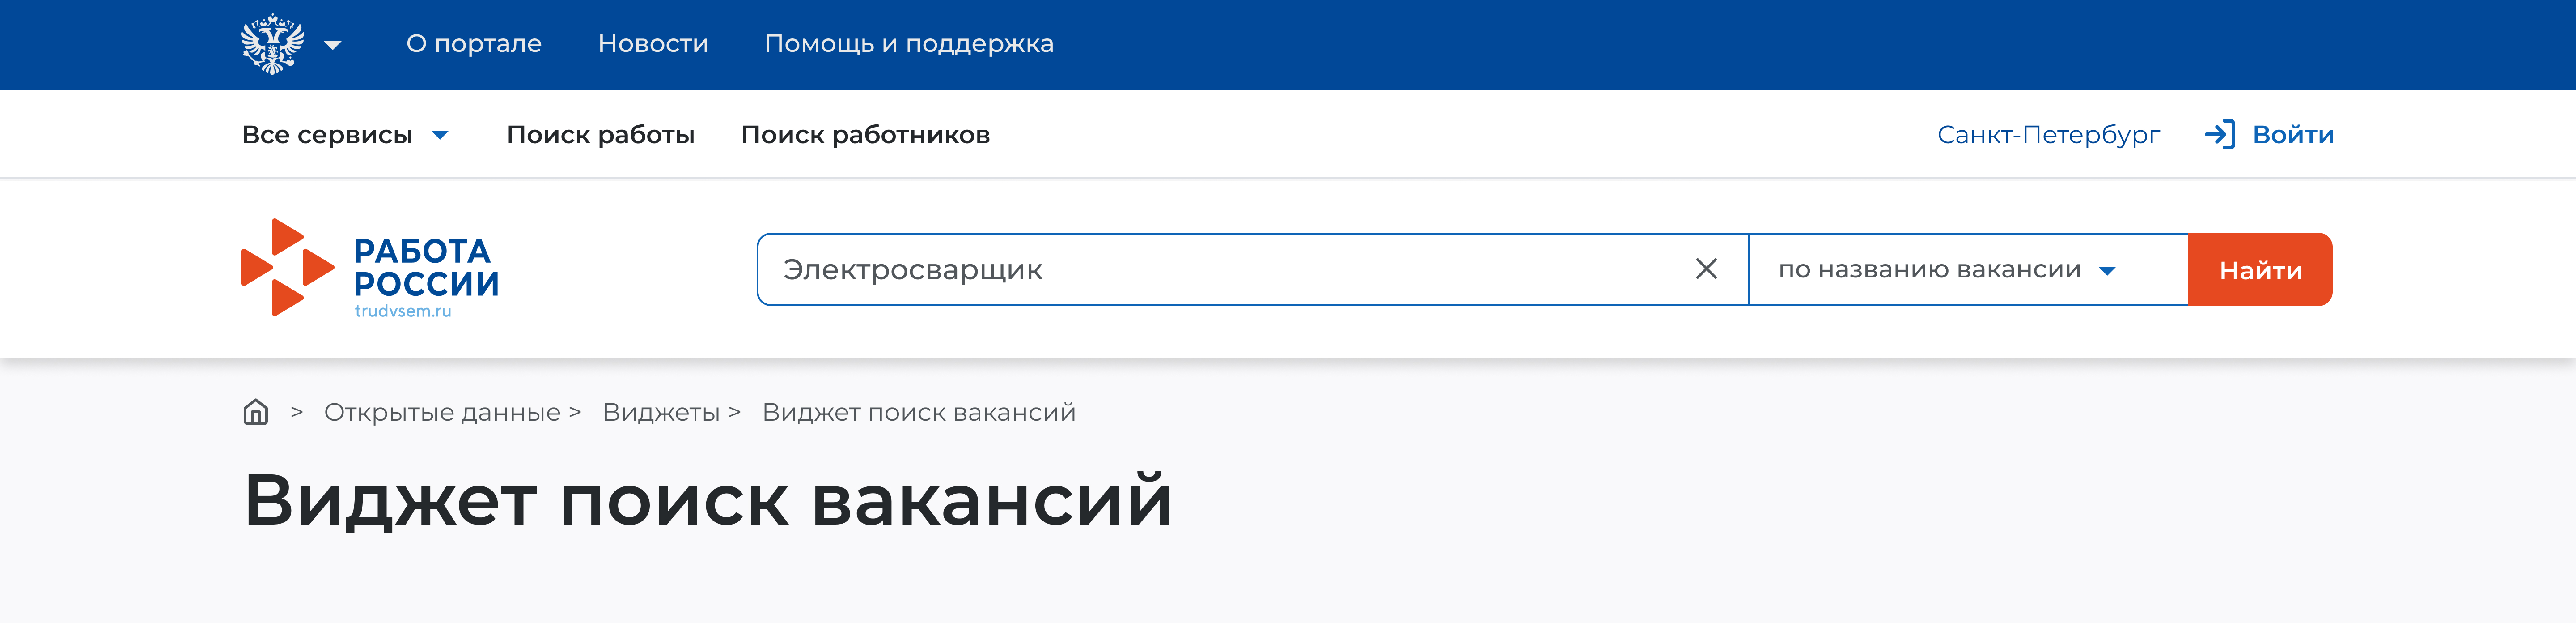 О портале Новости Помощь и поддержка
Все сервисы Поиск работы Поиск работников Санкт-Петербург Войти
РАБОТА
РОССИИ
trudvsem.ru
Электросварщик по названию вакансии Найти
> Открытые данные > Виджеты > Виджет поиск вакансий
Виджет поиск вакансий